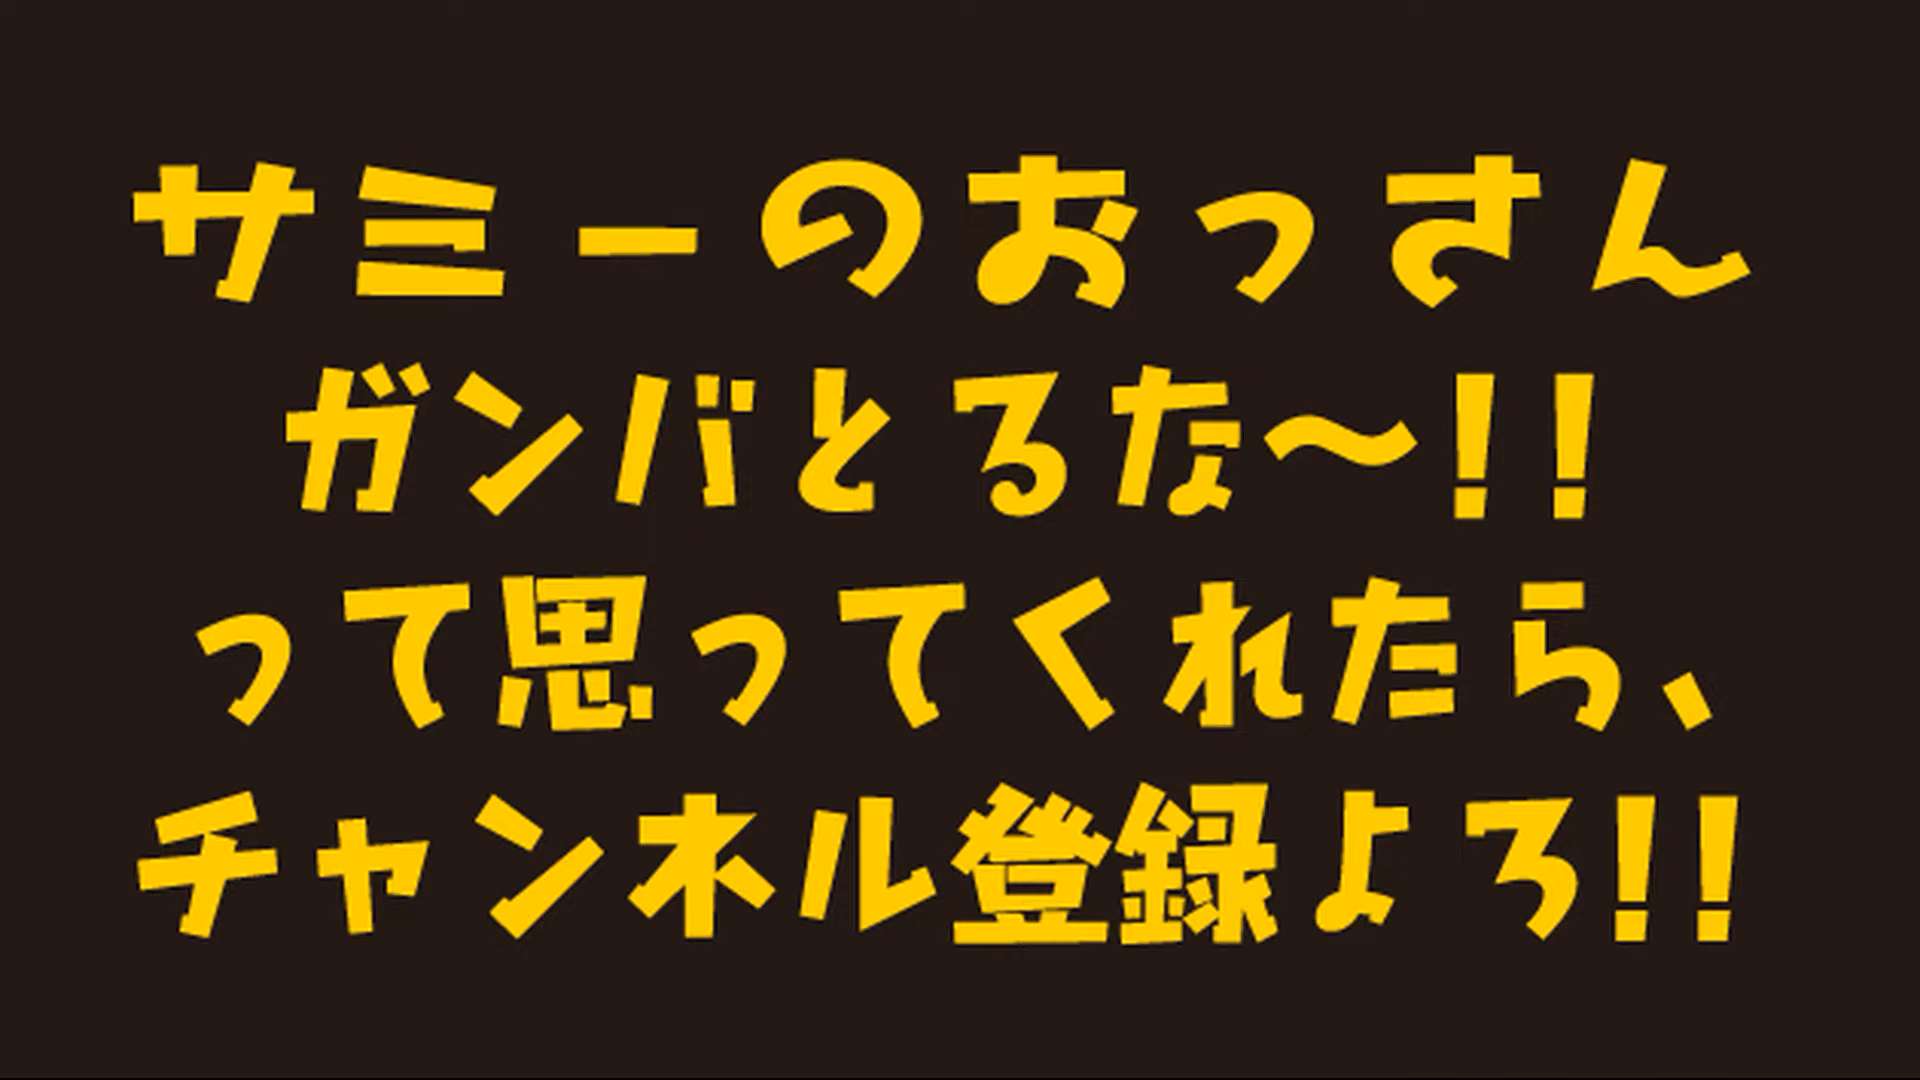 サミーのおっさん
ガンバとるな〜!!
って思ってくれたら、
チャンネル登録よろ!!